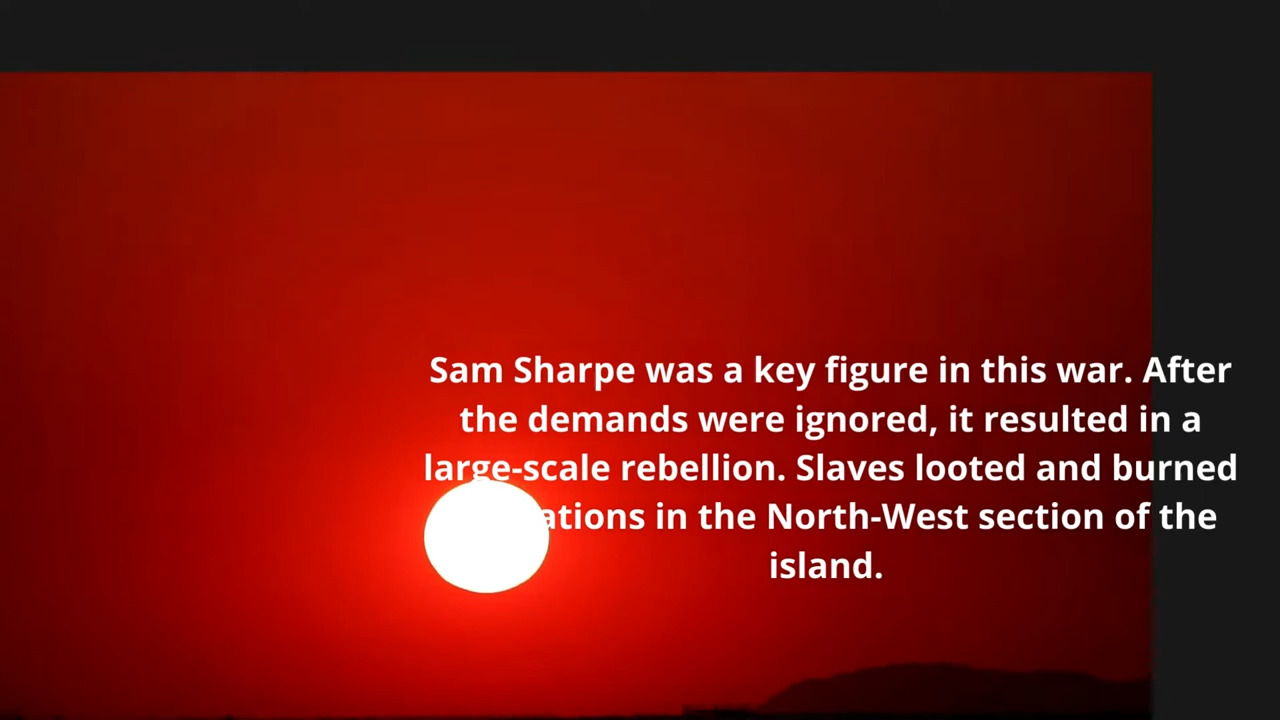 Sam Sharpe was a key figure in this war. After
the demands were ignored, it resulted in a
large-scale rebellion. Slaves looted and burned
in the North-West section of the
island.